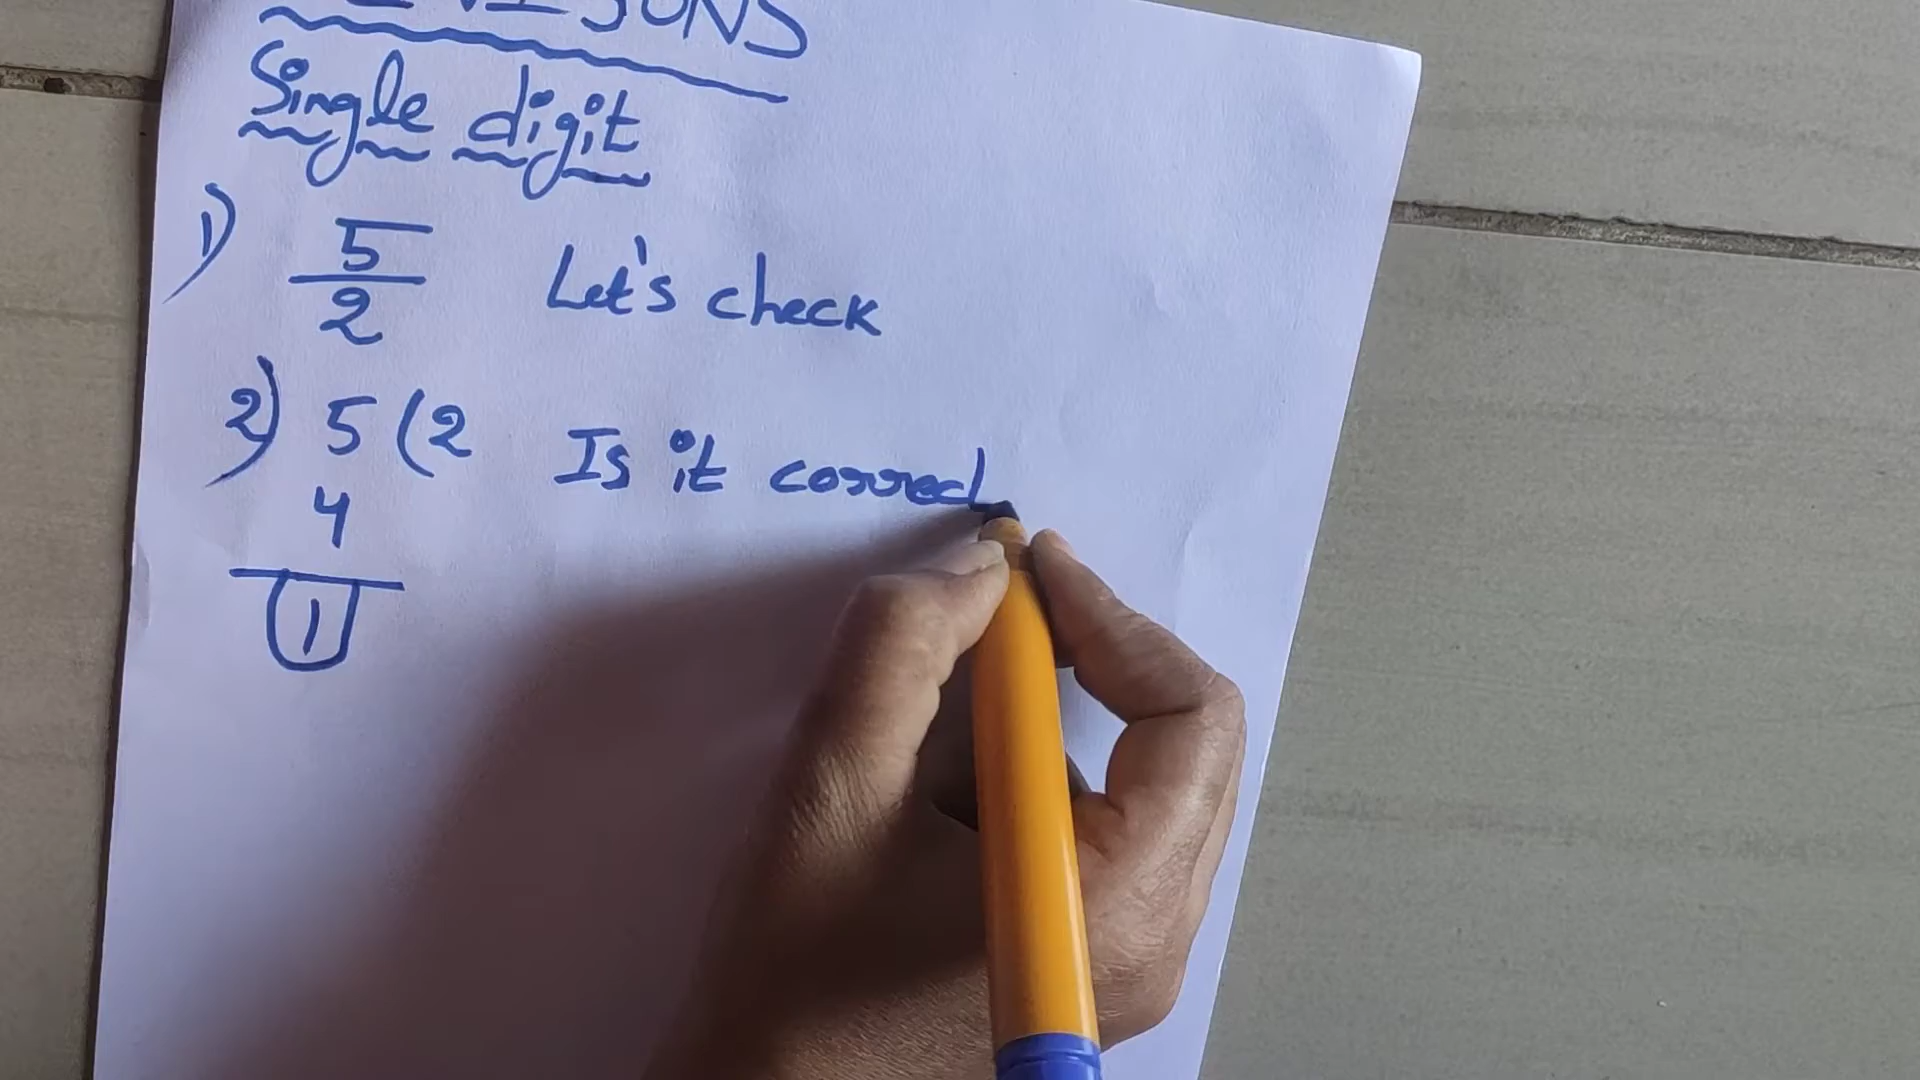 Single digit
1) 5/2 Let's check
2) 5 (2 Is it correct
4
1